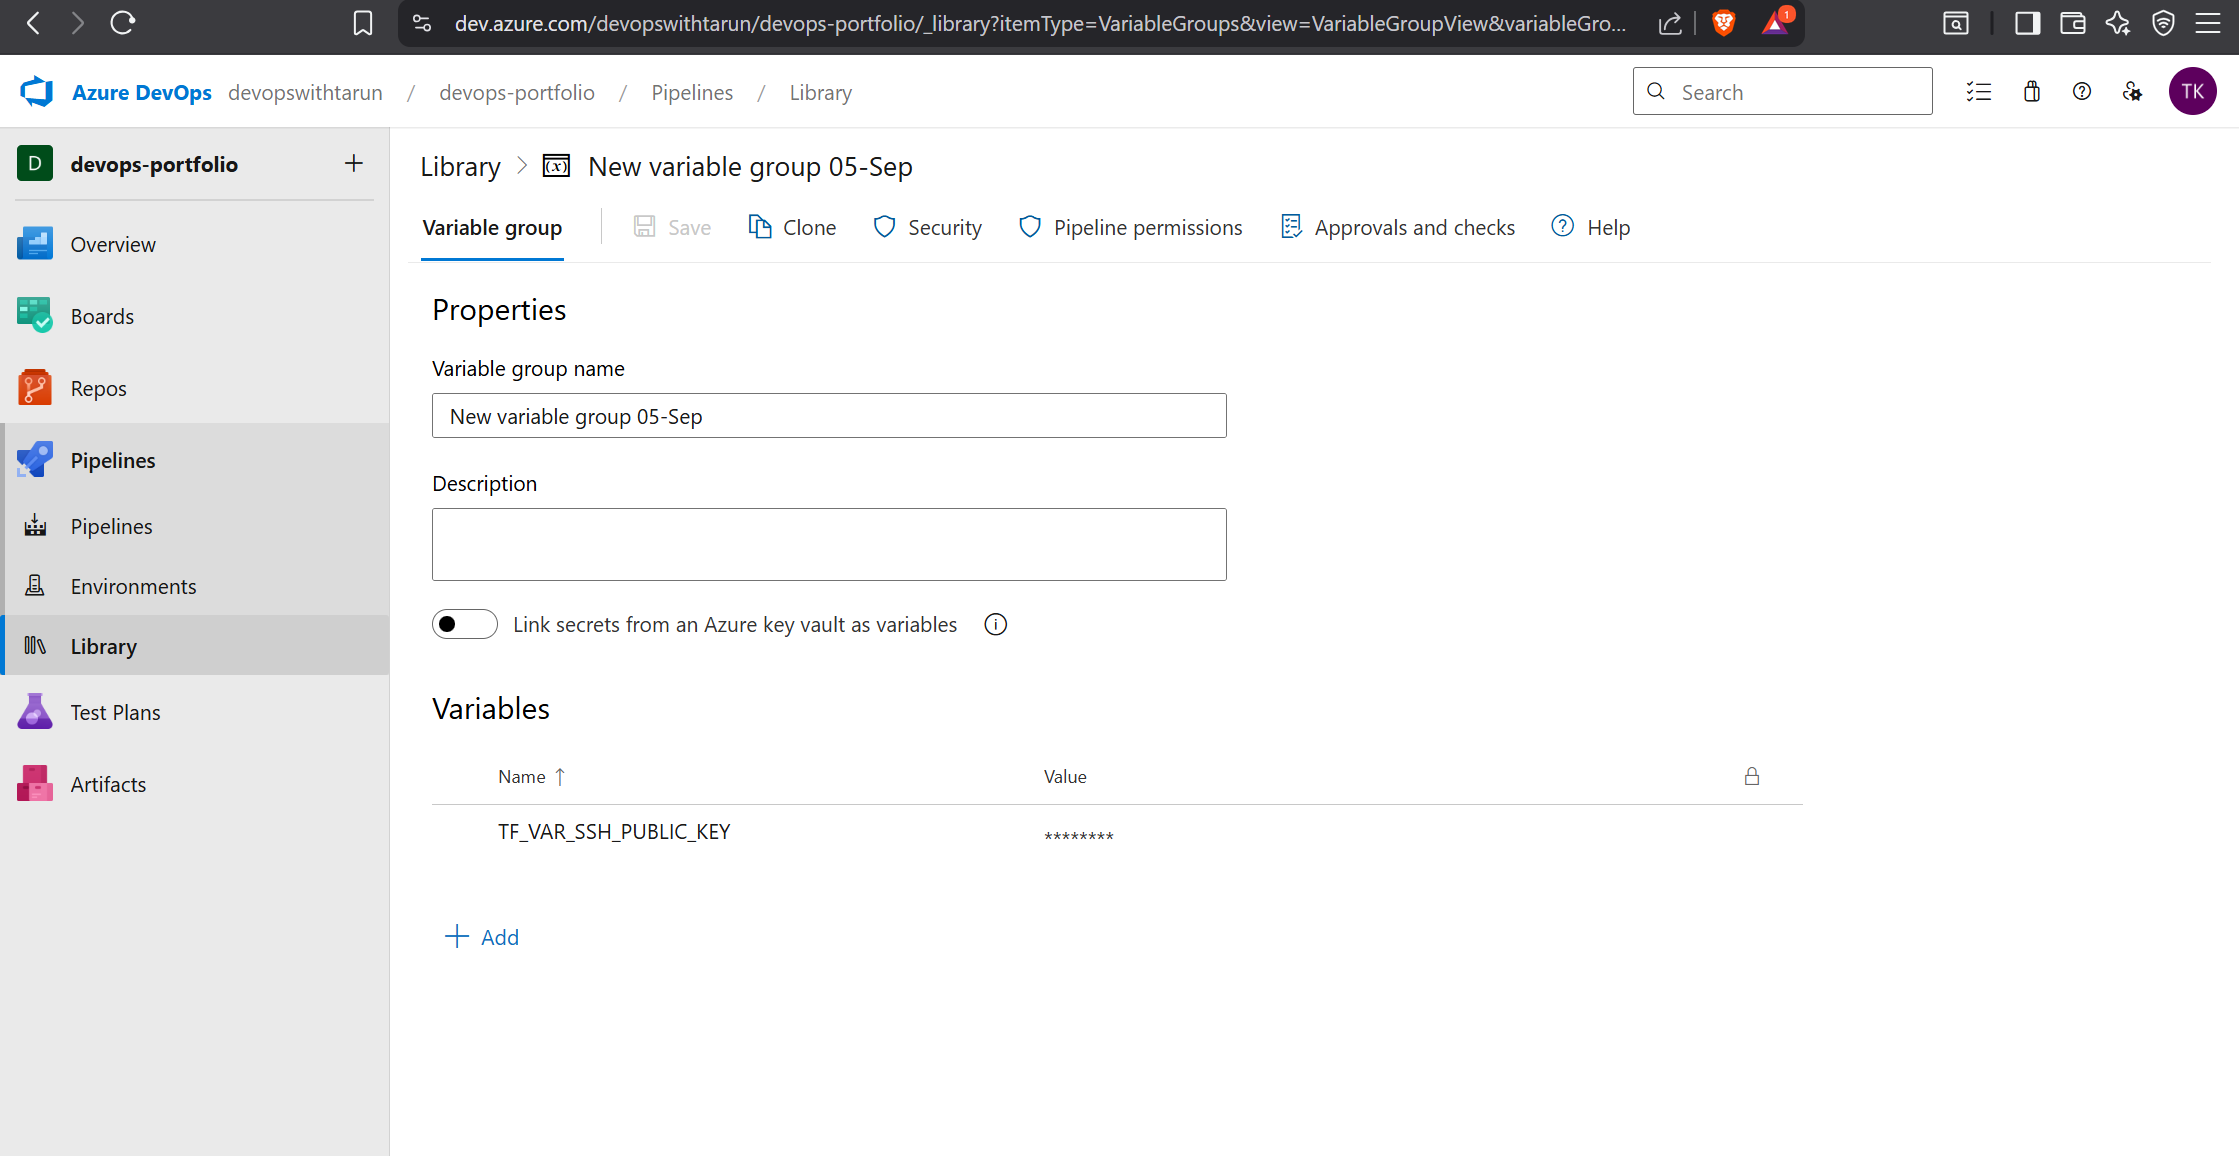 dev.azure.com/devopswithtarun/devops-portfolio/_library?itemType=VariableGroups&view=VariableGroupView&variableGro...
1
Azure DevOps devopswithtarun / devops-portfolio / Pipelines / Library
Search
TK
D devops-portfolio
Overview
Boards
Repos
Pipelines
Pipelines
Environments
Library
Test Plans
Artifacts
Library > (x) New variable group 05-Sep
Variable group Save Clone Security Pipeline permissions Approvals and checks Help
Properties
Variable group name
New variable group 05-Sep
Description
Link secrets from an Azure key vault as variables
Variables
Name ↑ Value
TF_VAR_SSH_PUBLIC_KEY ********
+ Add